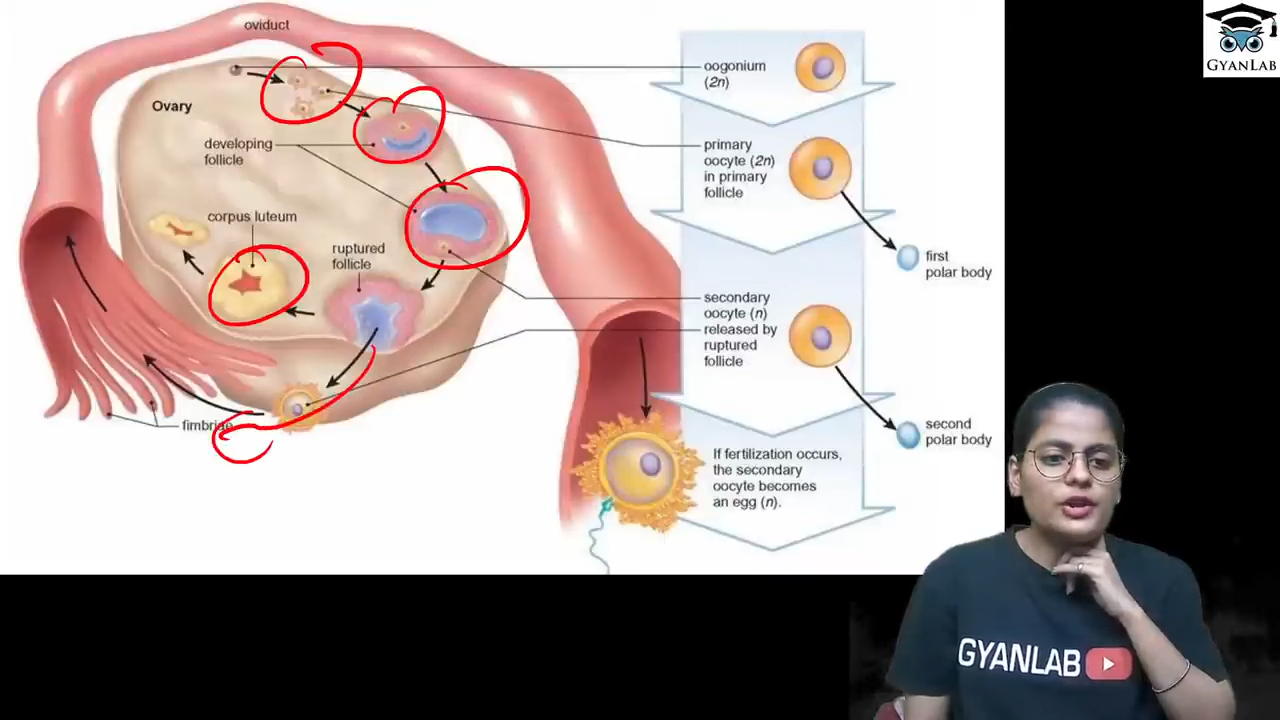 oviduct
Ovary
developing
follicle
corpus luteum
ruptured
follicle
fimbriae
oogonium
(2n)
primary
oocyte (2n)
in primary
follicle
first
polar body
secondary
oocyte (n)
released by
ruptured
follicle
second
polar body
If fertilization occurs,
the secondary
oocyte becomes
an egg (n).
GYANLAB
GYANLAB